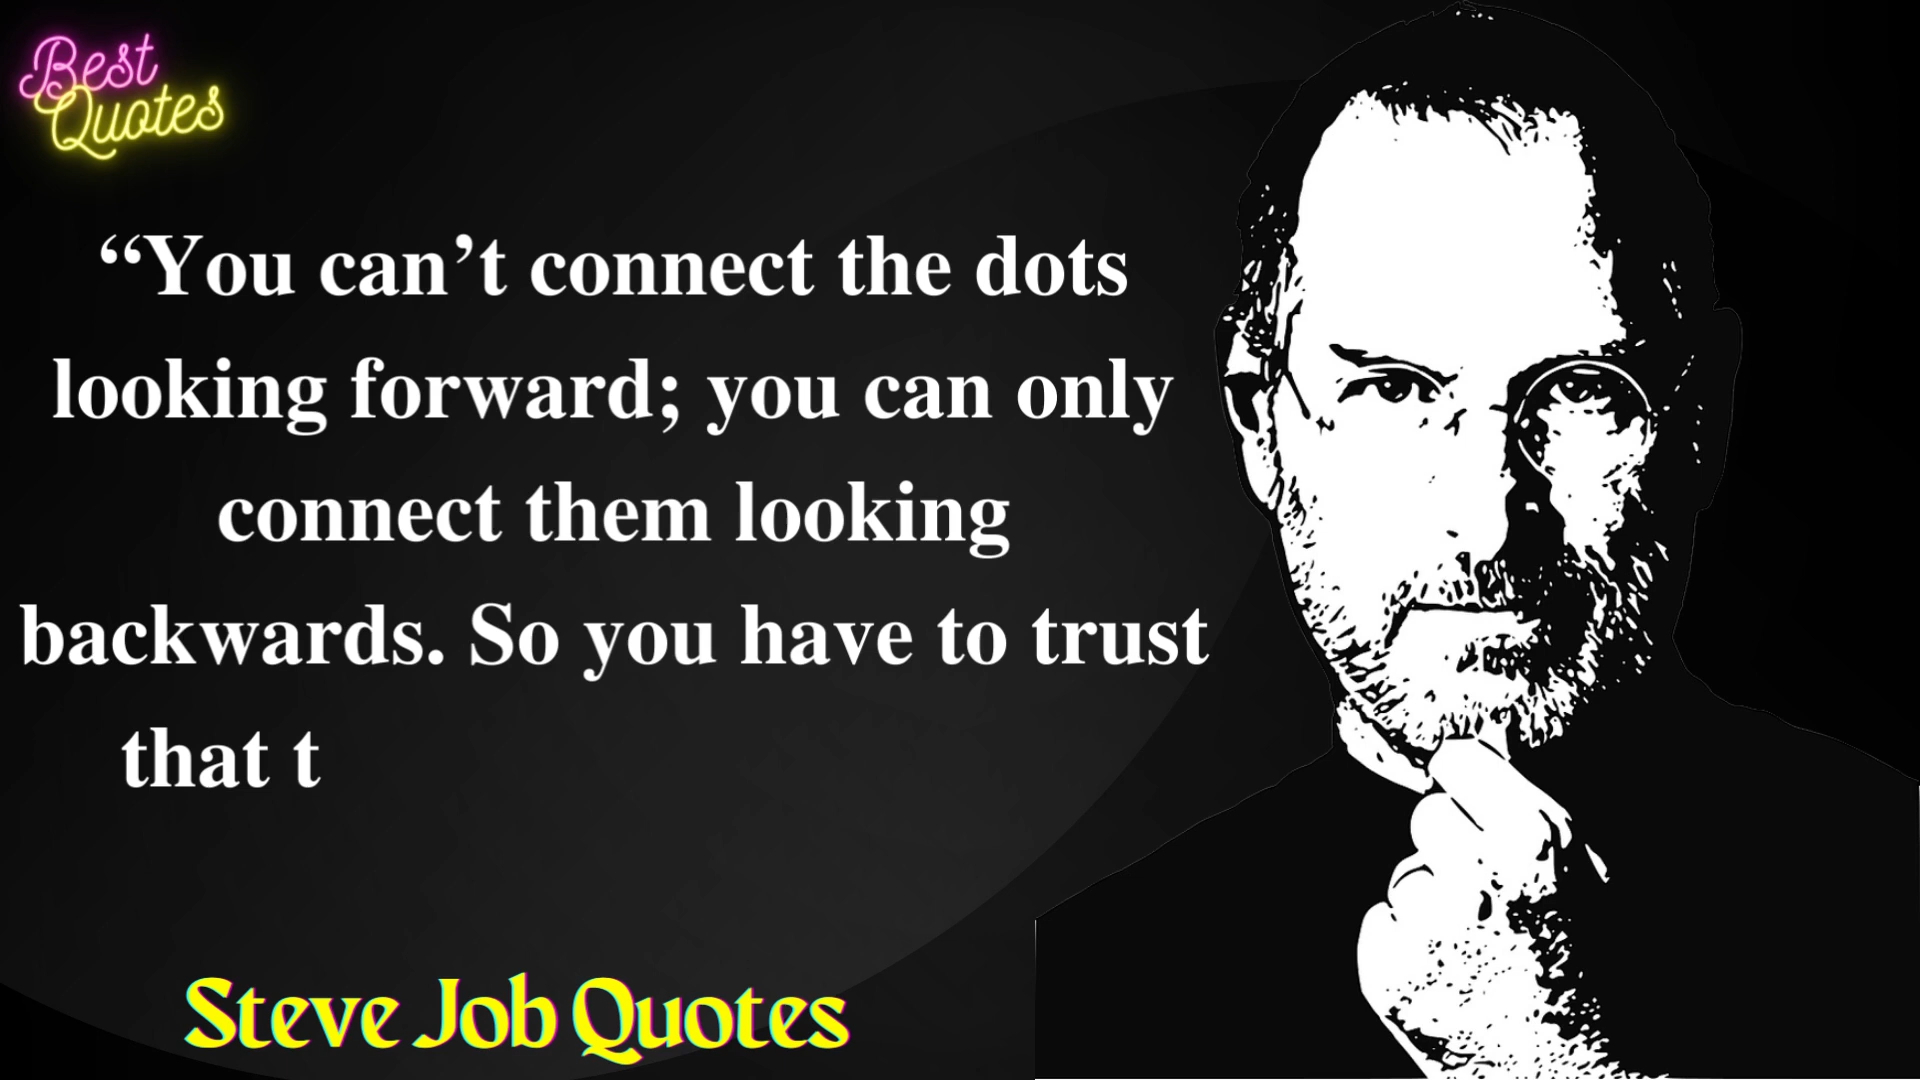 Best
Quotes
“You can’t connect the dots
looking forward; you can only
connect them looking
backwards. So you have to trust
that t
Steve Job Quotes